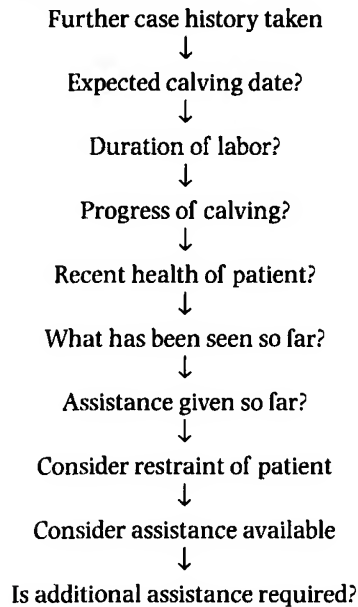 Further case history taken
↓
Expected calving date?
↓
Duration of labor?
↓
Progress of calving?
↓
Recent health of patient?
↓
What has been seen so far?
↓
Assistance given so far?
↓
Consider restraint of patient
↓
Consider assistance available
↓
Is additional assistance required?